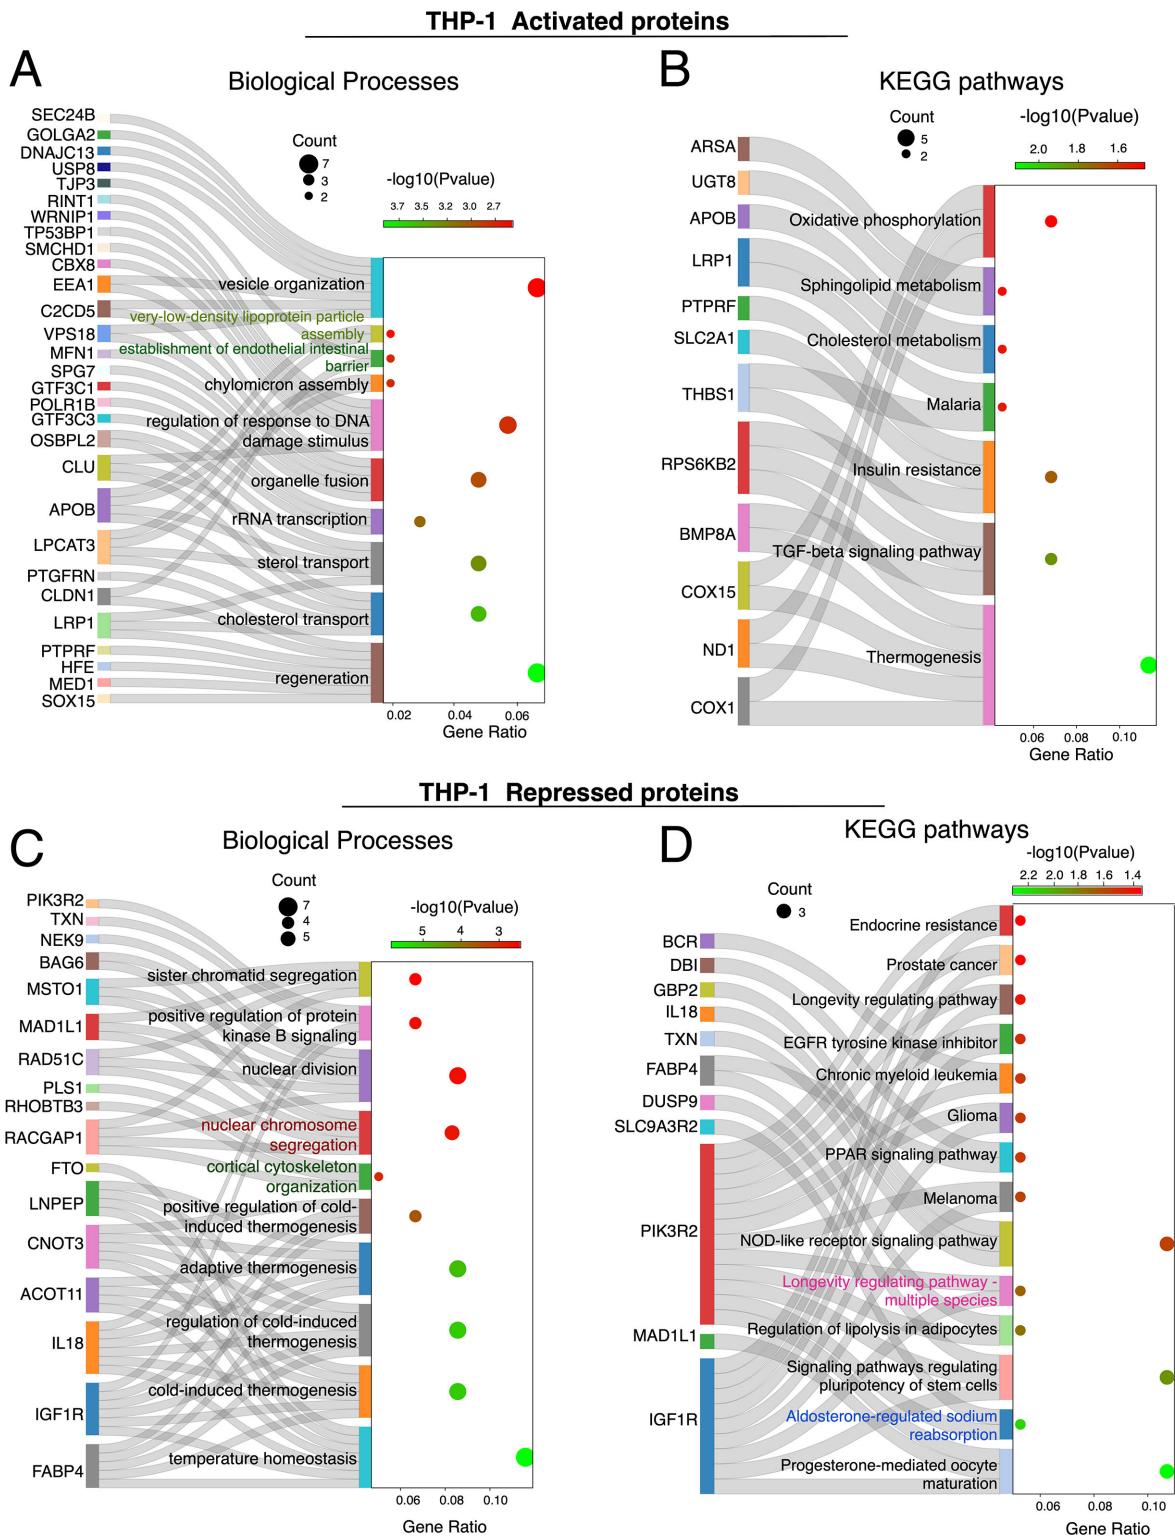 THP-1 Activated proteins
A
Biological Processes
SEC24B
GOLGA2
DNAJC13
USP8
TJP3
RINT1
WRNIP1
TP53BP1
SMCHD1
CBX8
EEA1
C2CD5
VPS18
MFN1
SPG7
GTF3C1
POLR1B
GTF3C3
OSBPL2
CLU
APOB
LPCAT3
PTGFRN
CLDN1
LRP1
PTPRF
HFE
MED1
SOX15
Count
7
3
2
-log10(Pvalue)
3.7 3.5 3.2 3.0 2.7
vesicle organization
very-low-density lipoprotein particle
assembly
establishment of endothelial intestinal
barrier
chylomicron assembly
regulation of response to DNA
damage stimulus
organelle fusion
rRNA transcription
sterol transport
cholesterol transport
regeneration
0.02 0.04 0.06
Gene Ratio
B
KEGG pathways
Count
5
2
-log10(Pvalue)
2.0 1.8 1.6
ARSA
UGT8
APOB
LRP1
PTPRF
SLC2A1
THBS1
RPS6KB2
BMP8A
COX15
ND1
COX1
Oxidative phosphorylation
Sphingolipid metabolism
Cholesterol metabolism
Malaria
Insulin resistance
TGF-beta signaling pathway
Thermogenesis
0.06 0.08 0.10
Gene Ratio
THP-1 Repressed proteins
C
Biological Processes
Count
7
4
5
-log10(Pvalue)
5 4 3
PIK3R2
TXN
NEK9
BAG6
MSTO1
MAD1L1
RAD51C
PLS1
RHOBTB3
RACGAP1
FTO
LNPEP
CNOT3
ACOT11
IL18
IGF1R
FABP4
sister chromatid segregation
positive regulation of protein
kinase B signaling
nuclear division
nuclear chromosome
segregation
cortical cytoskeleton
organization
positive regulation of cold-
induced thermogenesis
adaptive thermogenesis
regulation of cold-induced
thermogenesis
cold-induced thermogenesis
temperature homeostasis
0.06 0.08 0.10
Gene Ratio
D
KEGG pathways
-log10(Pvalue)
2.2 2.0 1.8 1.6 1.4
Count
3
BCR
DBI
GBP2
IL18
TXN
FABP4
DUSP9
SLC9A3R2
PIK3R2
MAD1L1
IGF1R
Endocrine resistance
Prostate cancer
Longevity regulating pathway
EGFR tyrosine kinase inhibitor
Chronic myeloid leukemia
Glioma
PPAR signaling pathway
Melanoma
NOD-like receptor signaling pathway
Longevity regulating pathway -
multiple species
Regulation of lipolysis in adipocytes
Signaling pathways regulating
pluripotency of stem cells
Aldosterone-regulated sodium
reabsorption
Progesterone-mediated oocyte
maturation
0.06 0.08 0.10
Gene Ratio